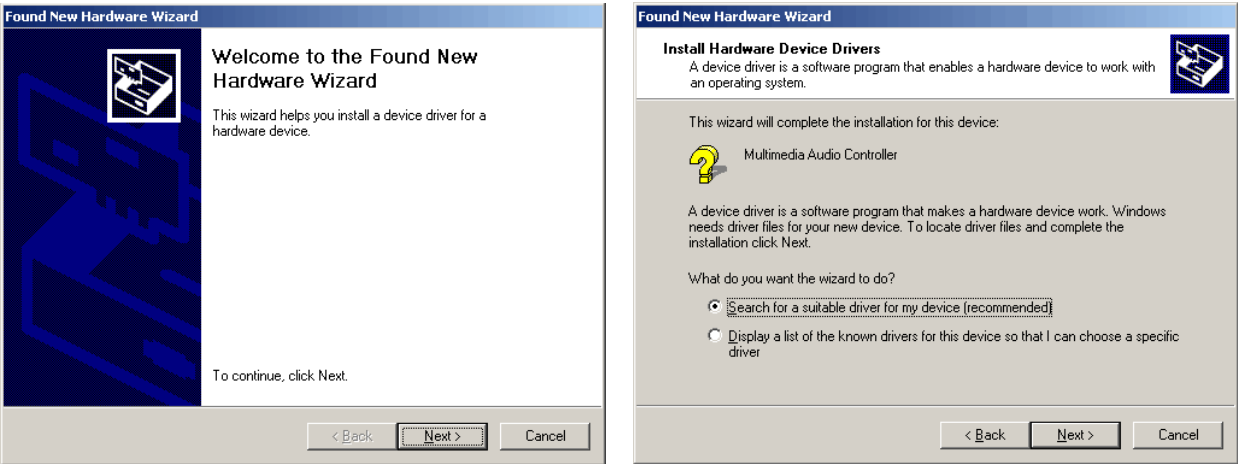 Found New Hardware Wizard
Welcome to the Found New
Hardware Wizard
This wizard helps you install a device driver for a
hardware device.
To continue, click Next.
< Back
Next >
Cancel
Found New Hardware Wizard
Install Hardware Device Drivers
A device driver is a software program that enables a hardware device to work with
an operating system.
This wizard will complete the installation for this device:
Multimedia Audio Controller
A device driver is a software program that makes a hardware device work. Windows
needs driver files for your new device. To locate driver files and complete the
installation click Next.
What do you want the wizard to do?
Search for a suitable driver for my device (recommended)
Display a list of the known drivers for this device so that I can choose a specific
driver
< Back
Next >
Cancel